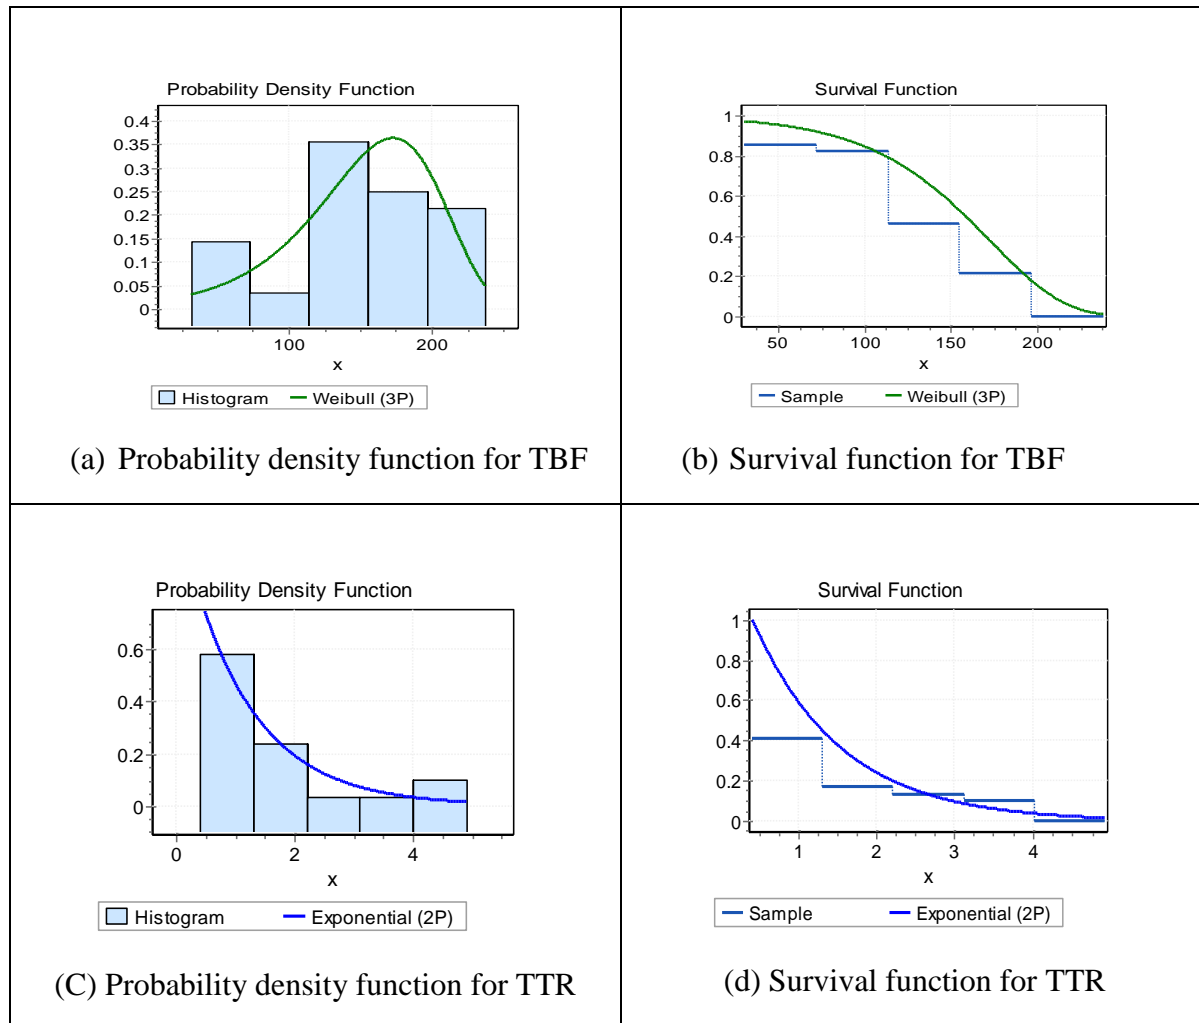 Probability Density Function
0.4
0.35
0.3
0.25
0.2
0.15
0.1
0.05
0
100 200
x
Histogram Weibull (3P)
(a) Probability density function for TBF
Survival Function
1
0.8
0.6
0.4
0.2
0
50 100 150 200
x
Sample Weibull (3P)
(b) Survival function for TBF
Probability Density Function
0.6
0.4
0.2
0
0 2 4
x
Histogram Exponential (2P)
(C) Probability density function for TTR
Survival Function
1
0.8
0.6
0.4
0.2
0
1 2 3 4
x
Sample Exponential (2P)
(d) Survival function for TTR